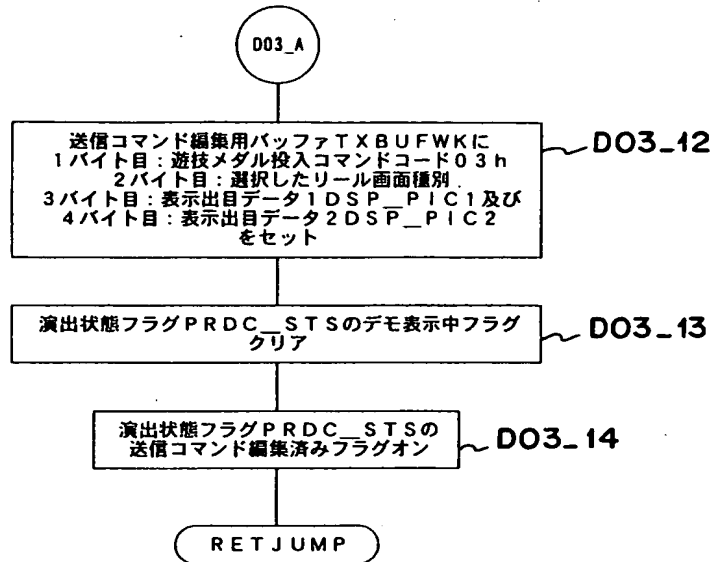 D03_A
送信コマンド編集用バッファTXBUFWKに
1バイト目：遊技メダル投入コマンドコード03h
2バイト目：選択したリール画面種別
3バイト目：表示出目データ1DSP＿PIC1及び
4バイト目：表示出目データ2DSP＿PIC2
をセット
D03_12
演出状態フラグPRDC＿STSのデモ表示中フラグ
クリア
D03_13
演出状態フラグPRDC＿STSの
送信コマンド編集済みフラグオン
D03_14
RETJUMP